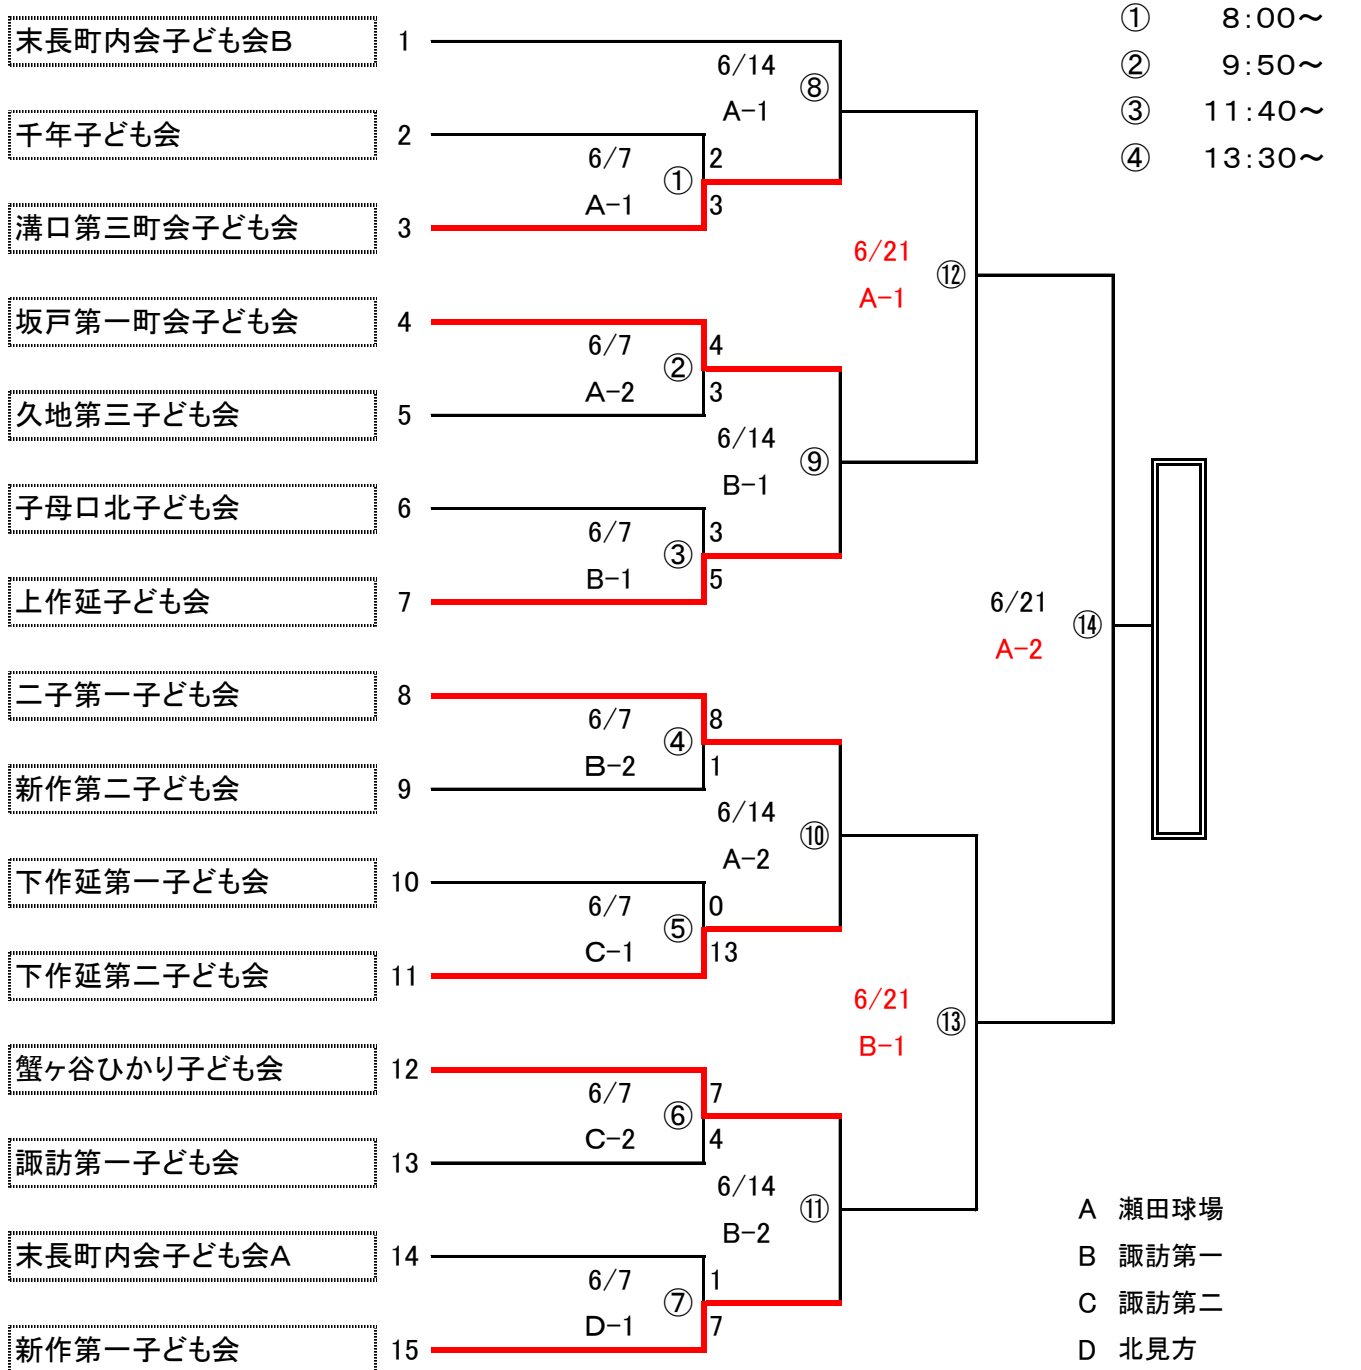 ① 8:00～
末長町内会子ども会B 1
6/14
② 9:50～
⑧
A-1
③ 11:40～
千年子ども会 2
6/7 2
④ 13:30～
①
A-1 3
溝口第三町会子ども会 3
6/21
⑫
A-1
坂戸第一町会子ども会 4
6/7 4
②
A-2 3
久地第三子ども会 5
6/14
⑨
B-1
子母口北子ども会 6
6/7 3
③
B-1 5
上作延子ども会 7
6/21
⑭
A-2
二子第一子ども会 8
6/7 8
④
B-2 1
新作第二子ども会 9
6/14
⑩
A-2
下作延第一子ども会 10
6/7 0
⑤
C-1 13
下作延第二子ども会 11
6/21
⑬
B-1
蟹ヶ谷ひかり子ども会 12
6/7 7
⑥
C-2 4
諏訪第一子ども会 13
6/14
⑪
B-2
A 瀬田球場
末長町内会子ども会A 14
B 諏訪第一
6/7 1
⑦
C 諏訪第二
D-1 7
新作第一子ども会 15
D 北見方